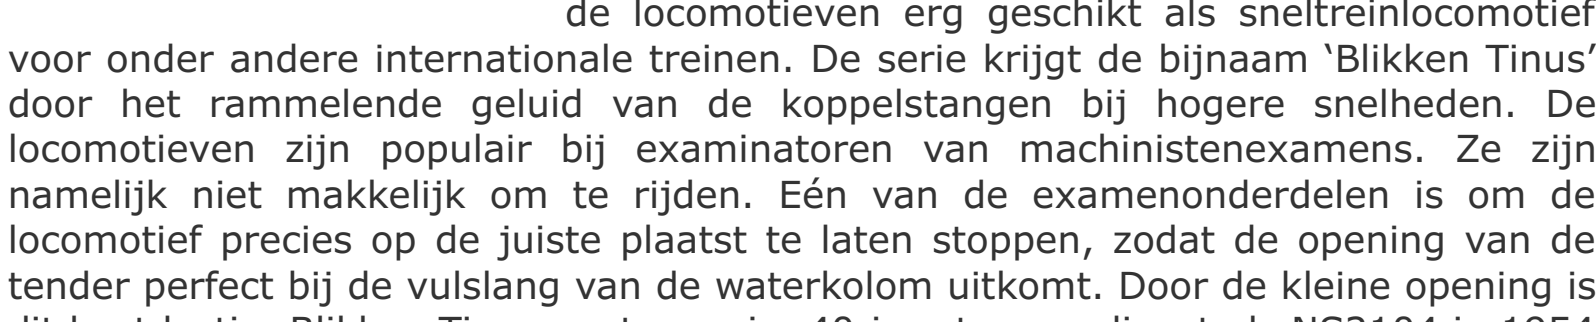 de locomotieven erg geschikt als sneltreinlocomotief
voor onder andere internationale treinen. De serie krijgt de bijnaam ‘Blikken Tinus’
door het rammelende geluid van de koppelstangen bij hogere snelheden. De
locomotieven zijn populair bij examinatoren van machinistenexamens. Ze zijn
namelijk niet makkelijk om te rijden. Eén van de examenonderdelen is om de
locomotief precies op de juiste plaatst te laten stoppen, zodat de opening van de
tender perfect bij de vulslang van de waterkolom uitkomt. Door de kleine opening is